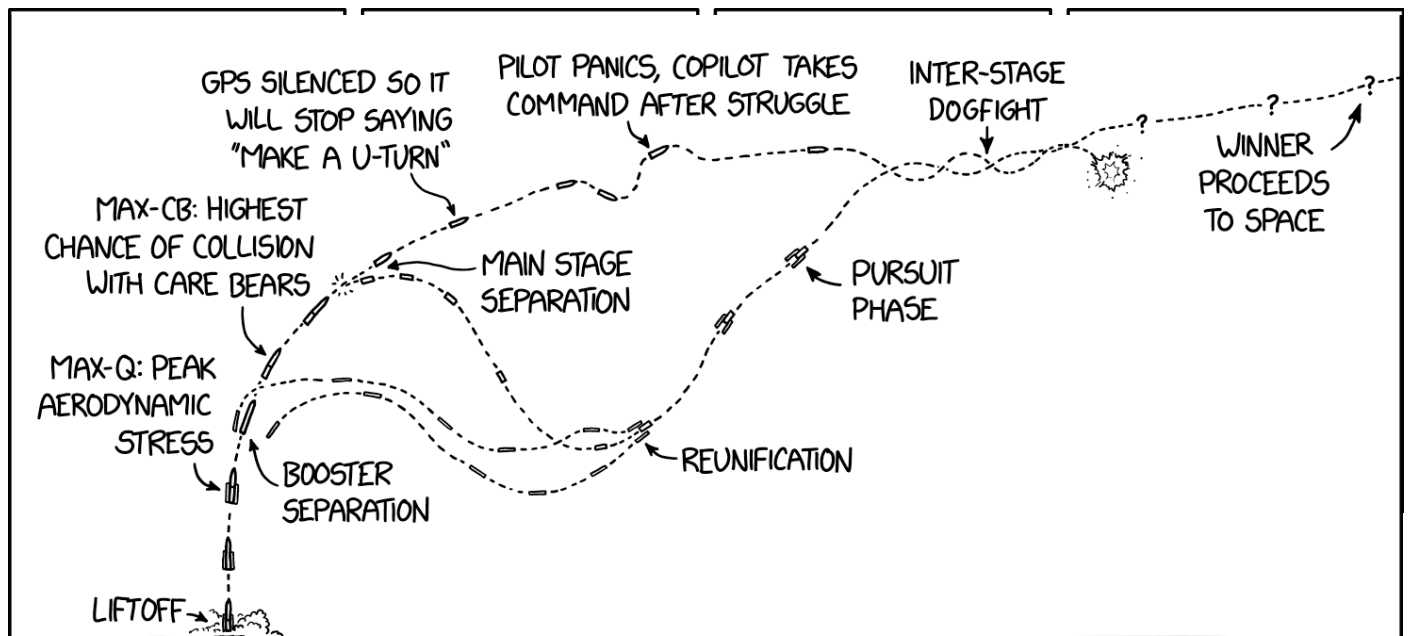 GPS SILENCED SO IT
WILL STOP SAYING
"MAKE A U-TURN"
PILOT PANICS, COPILOT TAKES
COMMAND AFTER STRUGGLE
INTER-STAGE
DOGFIGHT
?
?
?
WINNER
PROCEEDS
TO SPACE
MAX-CB: HIGHEST
CHANCE OF COLLISION
WITH CARE BEARS
MAIN STAGE
SEPARATION
PURSUIT
PHASE
MAX-Q: PEAK
AERODYNAMIC
STRESS
BOOSTER
SEPARATION
REUNIFICATION
LIFTOFF